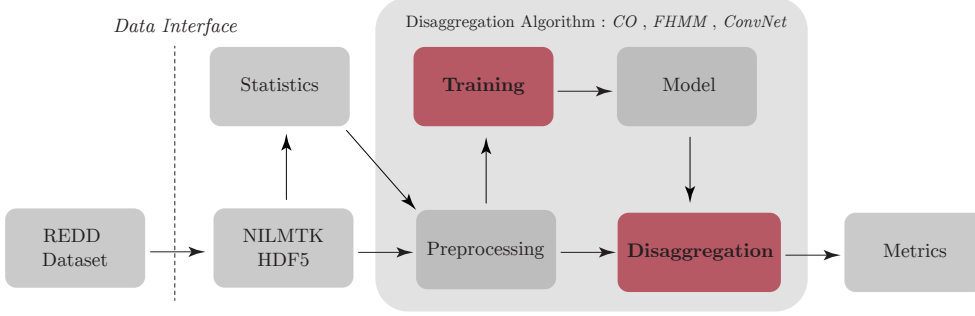 Data Interface
Disaggregation Algorithm : CO , FHMM , ConvNet
Statistics
Training
Model
REDD
Dataset
NILMTK
HDF5
Preprocessing
Disaggregation
Metrics